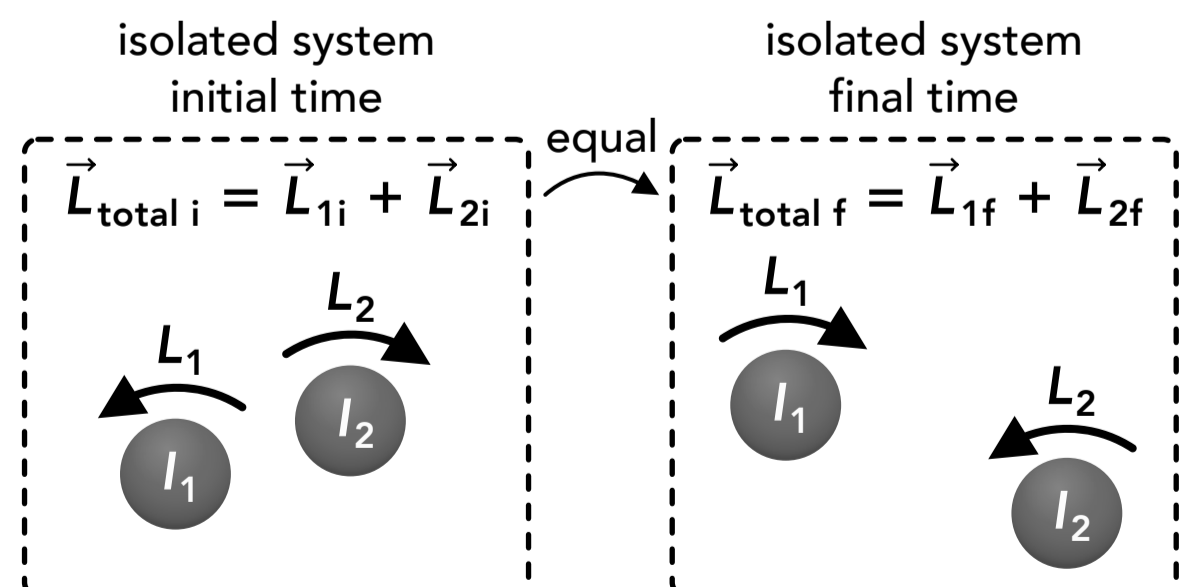 isolated system
initial time
L⃗total i = L⃗1i + L⃗2i
L2
L1
I2
I1
equal
isolated system
final time
L⃗total f = L⃗1f + L⃗2f
L1
I1
L2
I2